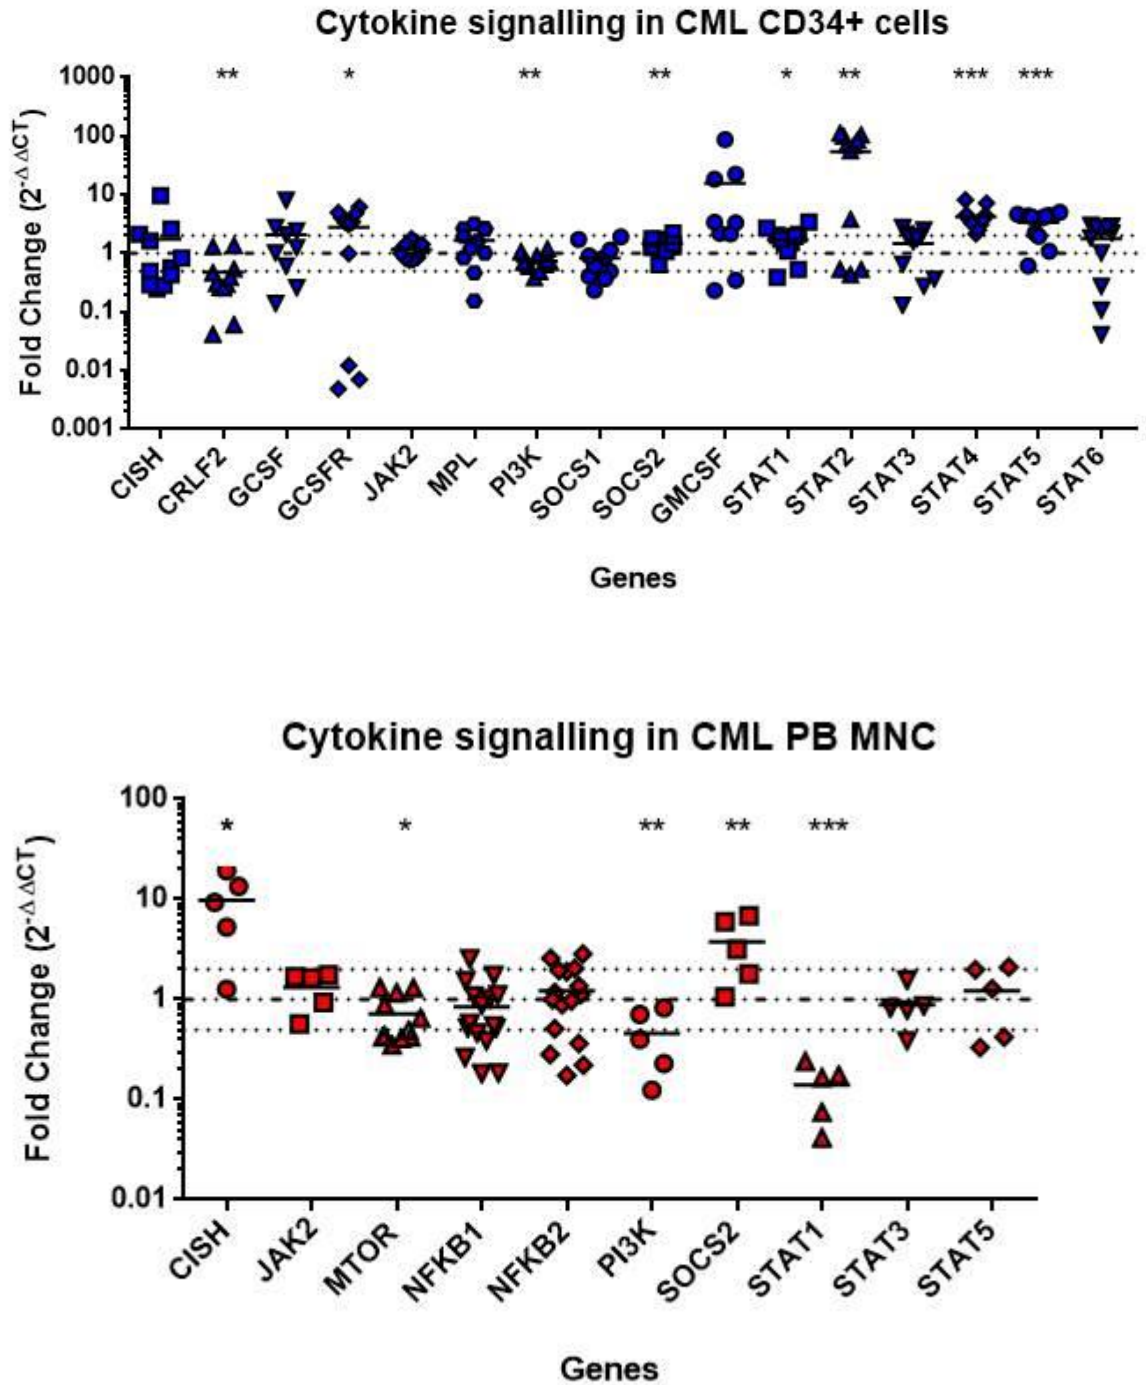 Cytokine signalling in CML CD34+ cells
** * ** ** * ** *** ***
1000
100
10
1
0.1
0.01
0.001
Fold Change (2-Δ ΔCT)
CISH CRLF2 GCSF GCSFR JAK2 MPL PI3K SOCS1 SOCS2 GMCSF STAT1 STAT2 STAT3 STAT4 STAT5 STAT6
Genes
Cytokine signalling in CML PB MNC
* * ** ** ***
100
10
1
0.1
0.01
Fold Change (2-Δ ΔCT)
CISH JAK2 MTOR NFKB1 NFKB2 PI3K SOCS2 STAT1 STAT3 STAT5
Genes